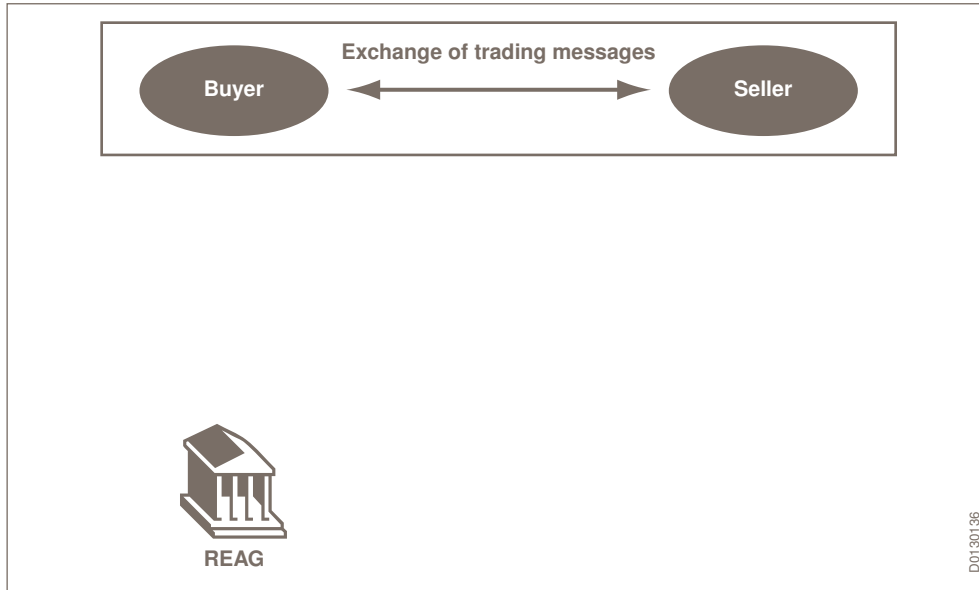 Exchange of trading messages
Buyer
Seller
REAG
D0130136